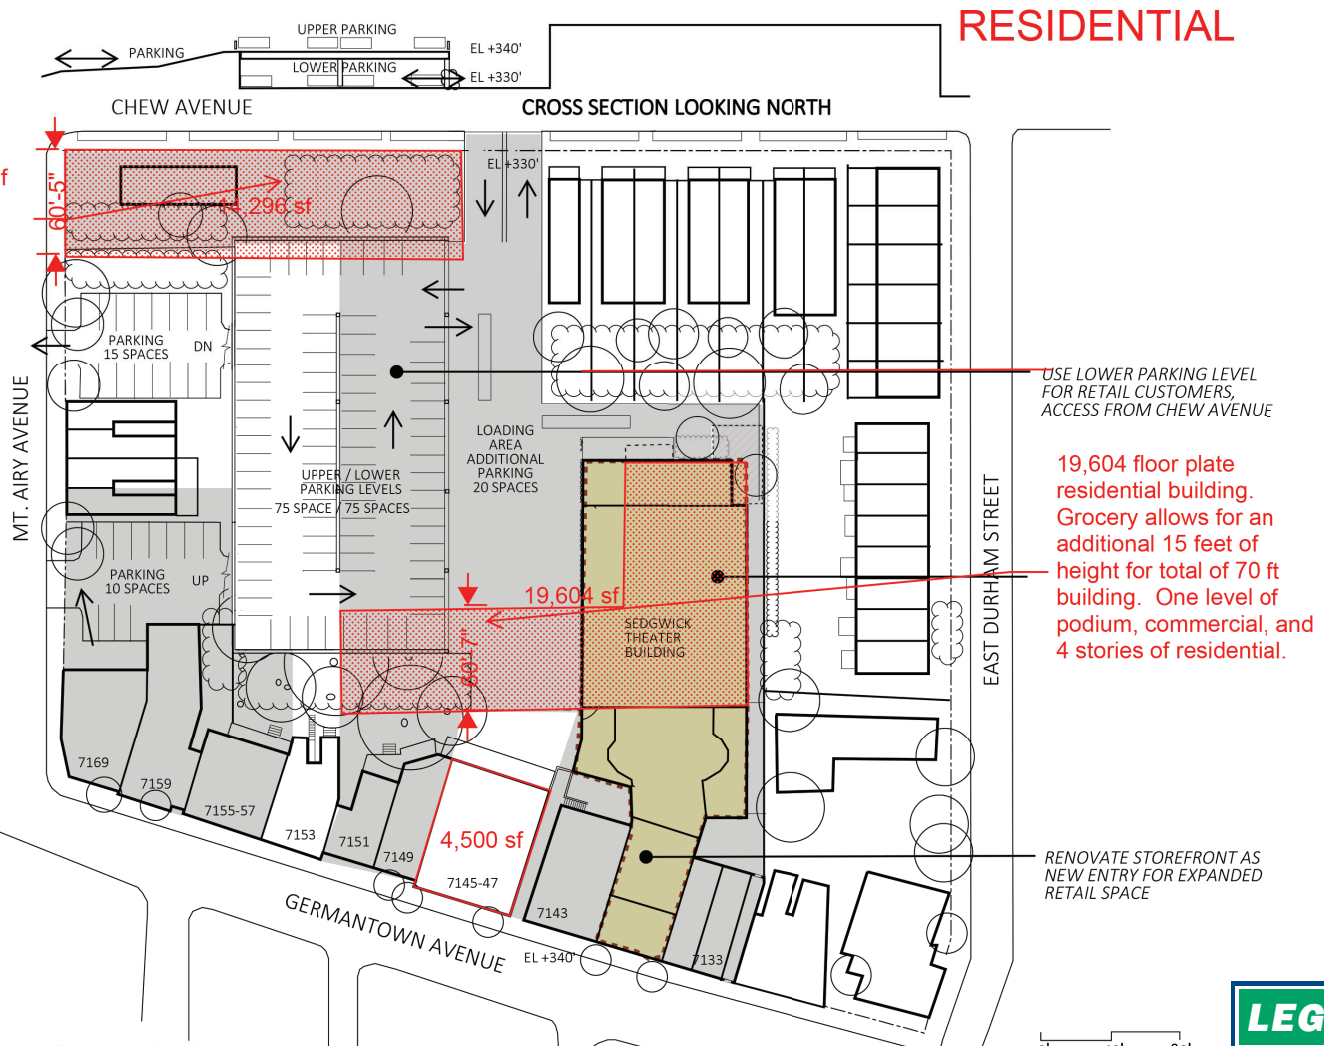 RESIDENTIAL
UPPER PARKING
PARKING
EL +340'
LOWER PARKING
EL +330'
CHEW AVENUE
CROSS SECTION LOOKING NORTH
f
EL +330'
60'-5"
14,296 sf
PARKING
15 SPACES
DN
MT. AIRY AVENUE
USE LOWER PARKING LEVEL
FOR RETAIL CUSTOMERS,
ACCESS FROM CHEW AVENUE
LOADING
AREA
ADDITIONAL
PARKING
20 SPACES
UPPER / LOWER
PARKING LEVELS
75 SPACE / 75 SPACES
19,604 floor plate
residential building.
Grocery allows for an
additional 15 feet of
height for total of 70 ft
building. One level of
podium, commercial, and
4 stories of residential.
EAST DURHAM STREET
PARKING
10 SPACES
UP
19,604 sf
SEDGWICK
THEATER
BUILDING
7169
7159
7155-57
7153
7151
7149
4,500 sf
7145-47
7143
7133
RENOVATE STOREFRONT AS
NEW ENTRY FOR EXPANDED
RETAIL SPACE
GERMANTOWN AVENUE
EL +340'
LEG